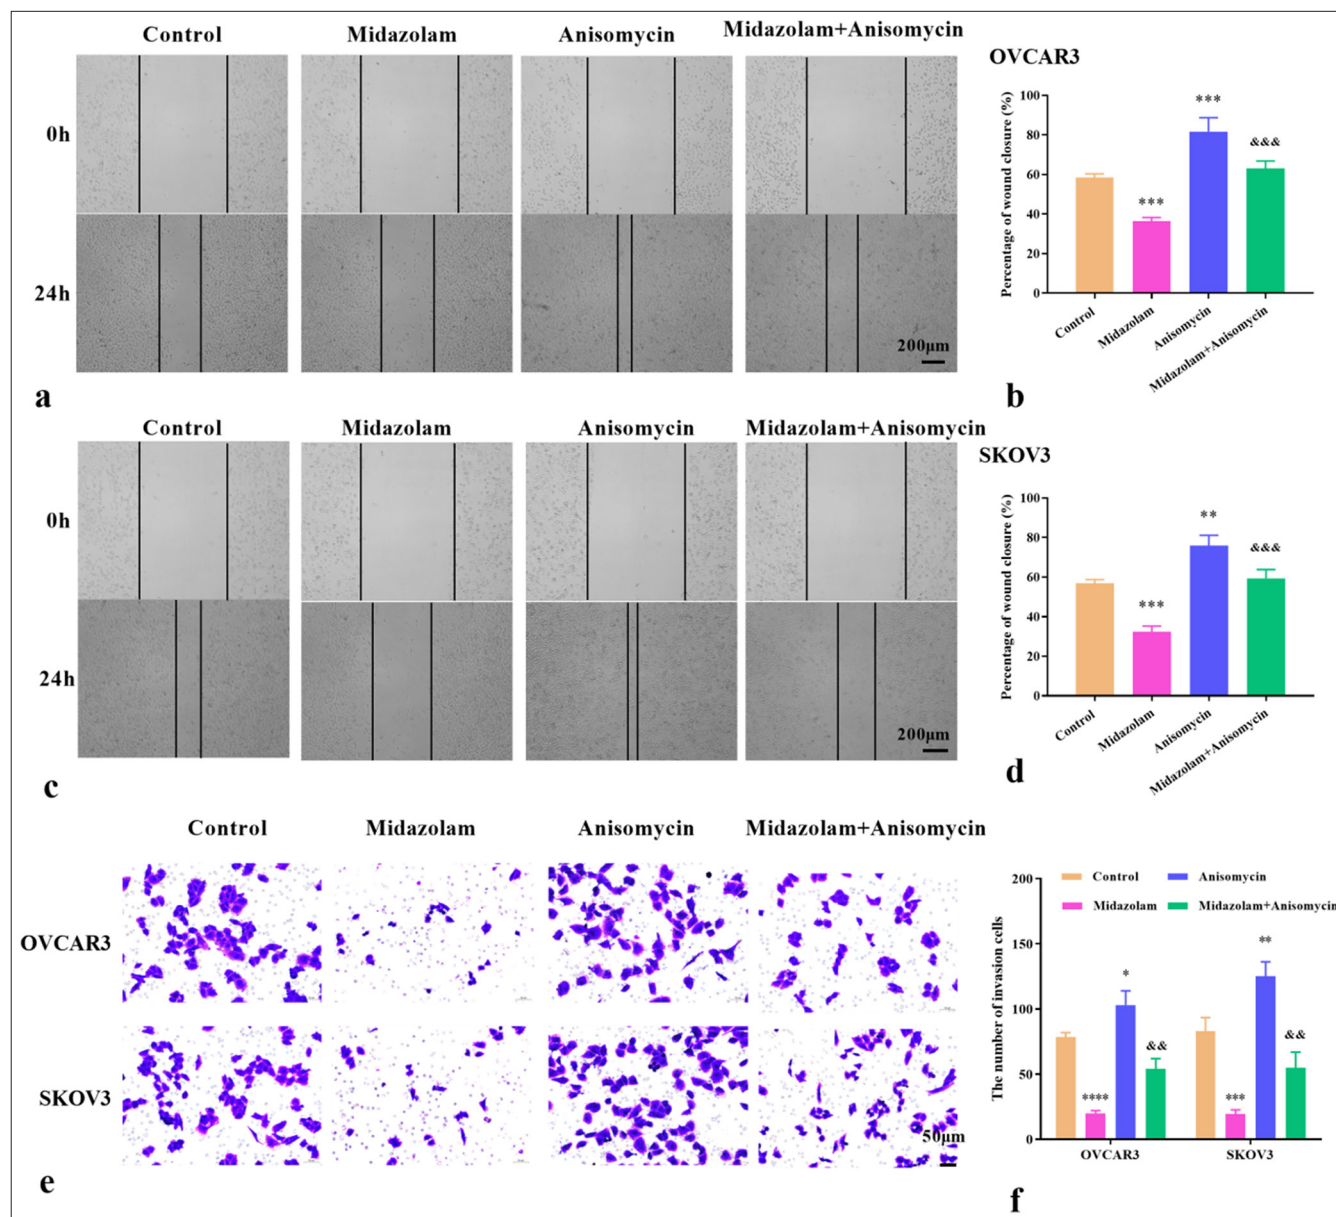 Control Midazolam Anisomycin Midazolam+Anisomycin
0h
24h
200μm
a
OVCAR3
Percentage of wound closure (%)
100
80
60
40
20
0
***
***
&&&
Control
Midazolam
Anisomycin
Midazolam+Anisomycin
b
Control Midazolam Anisomycin Midazolam+Anisomycin
0h
24h
200μm
c
SKOV3
Percentage of wound closure (%)
100
80
60
40
20
0
***
**
&&&
Control
Midazolam
Anisomycin
Midazolam+Anisomycin
d
Control Midazolam Anisomycin Midazolam+Anisomycin
OVCAR3
SKOV3
50μm
e
The number of invasion cells
200
150
100
50
0
Control Anisomycin
Midazolam Midazolam+Anisomycin
****
*
&&
***
**
&&
OVCAR3 SKOV3
f